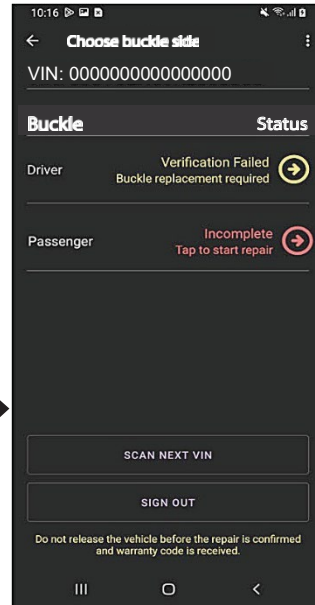 10:16
Choose buckle side
VIN: 0000000000000000
Buckle Status
Driver
Verification Failed
Buckle replacement required
Passenger
Incomplete
Tap to start repair
SCAN NEXT VIN
SIGN OUT
Do not release the vehicle before the repair is confirmed
and warranty code is received.